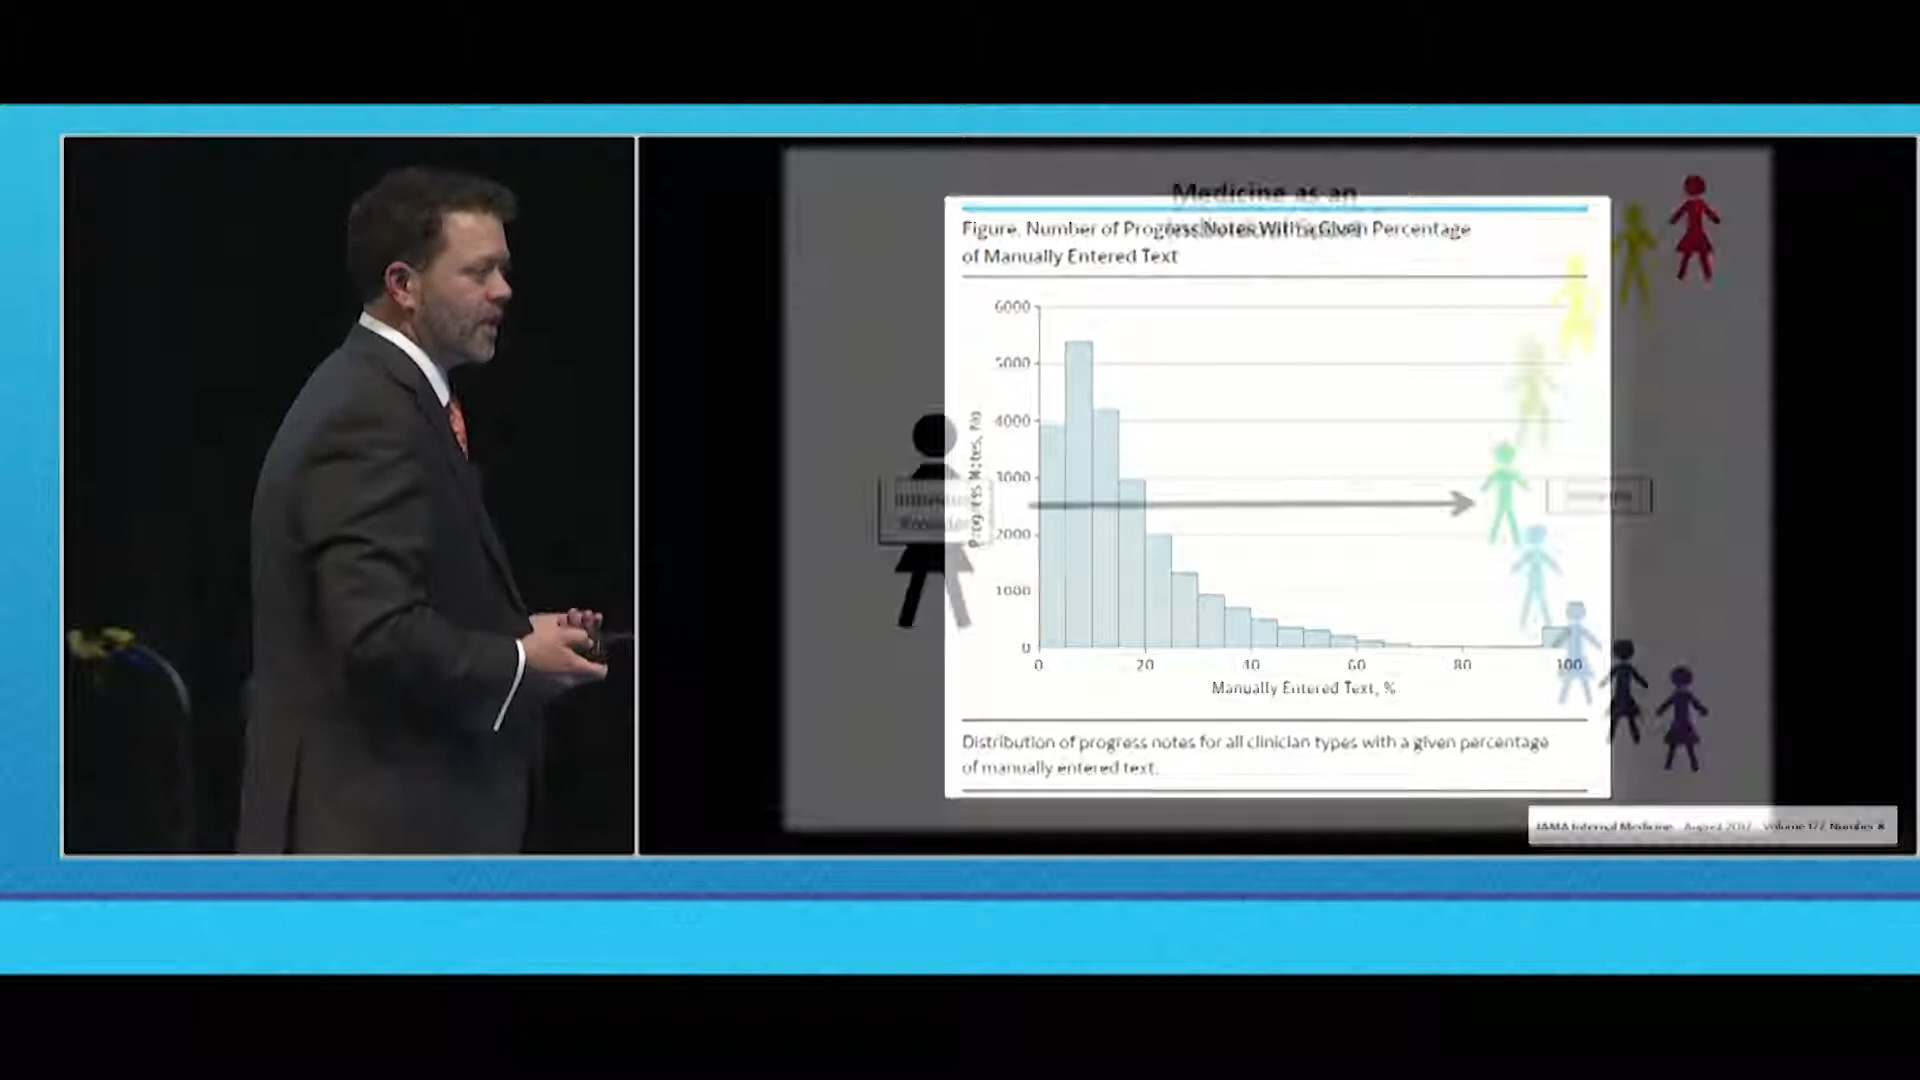 Medicine as an
Figure. Number of Progress Notes With a Given Percentage
of Manually Entered Text
6000
5000
4000
3000
2000
1000
0
Progress Notes, No.
0 20 40 60 80 100
Manually Entered Text, %
Distribution of progress notes for all clinician types with a given percentage
of manually entered text.
JAMA Internal Medicine August 2017 Volume 177, Number 8